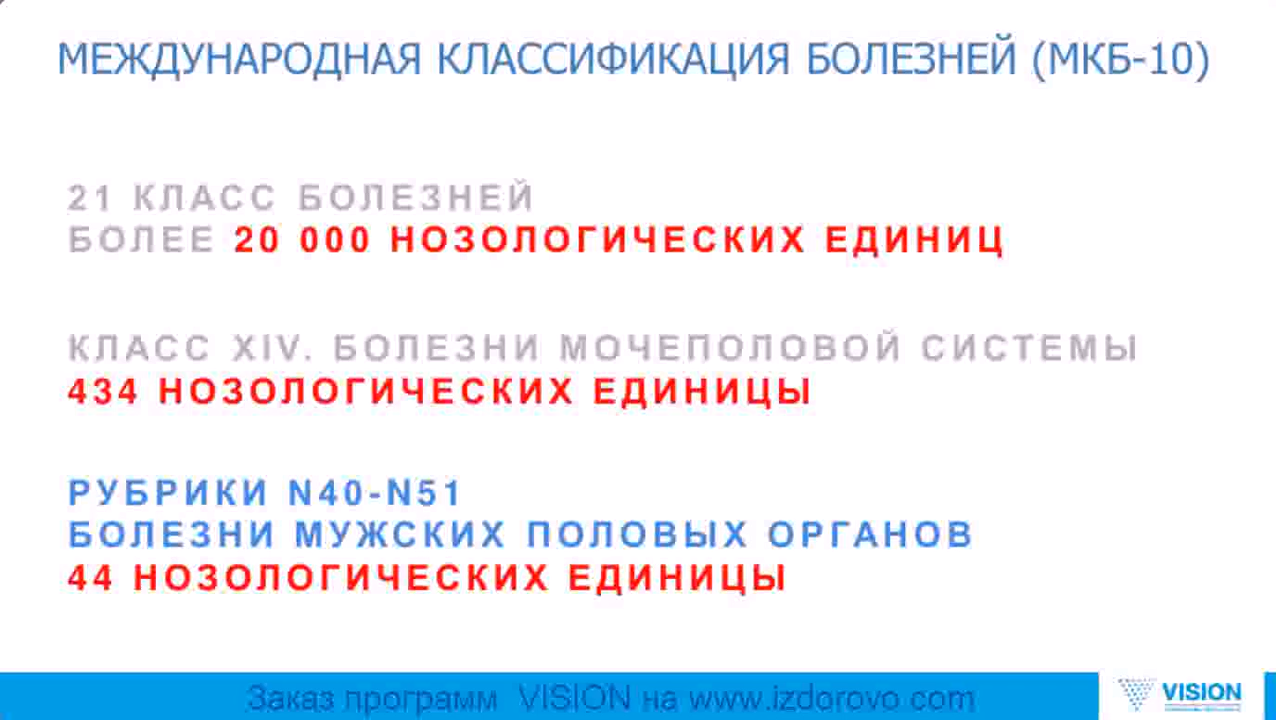 МЕЖДУНАРОДНАЯ КЛАССИФИКАЦИЯ БОЛЕЗНЕЙ (МКБ-10)
21 КЛАСС БОЛЕЗНЕЙ
БОЛЕЕ 20 000 НОЗОЛОГИЧЕСКИХ ЕДИНИЦ
КЛАСС XIV. БОЛЕЗНИ МОЧЕПОЛОВОЙ СИСТЕМЫ
434 НОЗОЛОГИЧЕСКИХ ЕДИНИЦЫ
РУБРИКИ N40-N51
БОЛЕЗНИ МУЖСКИХ ПОЛОВЫХ ОРГАНОВ
44 НОЗОЛОГИЧЕСКИХ ЕДИНИЦЫ
Заказ программ VISION на www.izdorovo.com
VISION